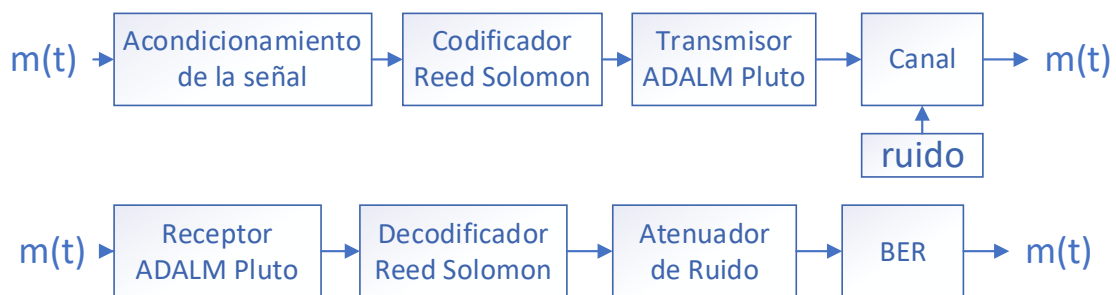 m(t)
Acondicionamiento
de la señal
Codificador
Reed Solomon
Transmisor
ADALM Pluto
Canal
m(t)
ruido
m(t)
Receptor
ADALM Pluto
Decodificador
Reed Solomon
Atenuador
de Ruido
BER
m(t)